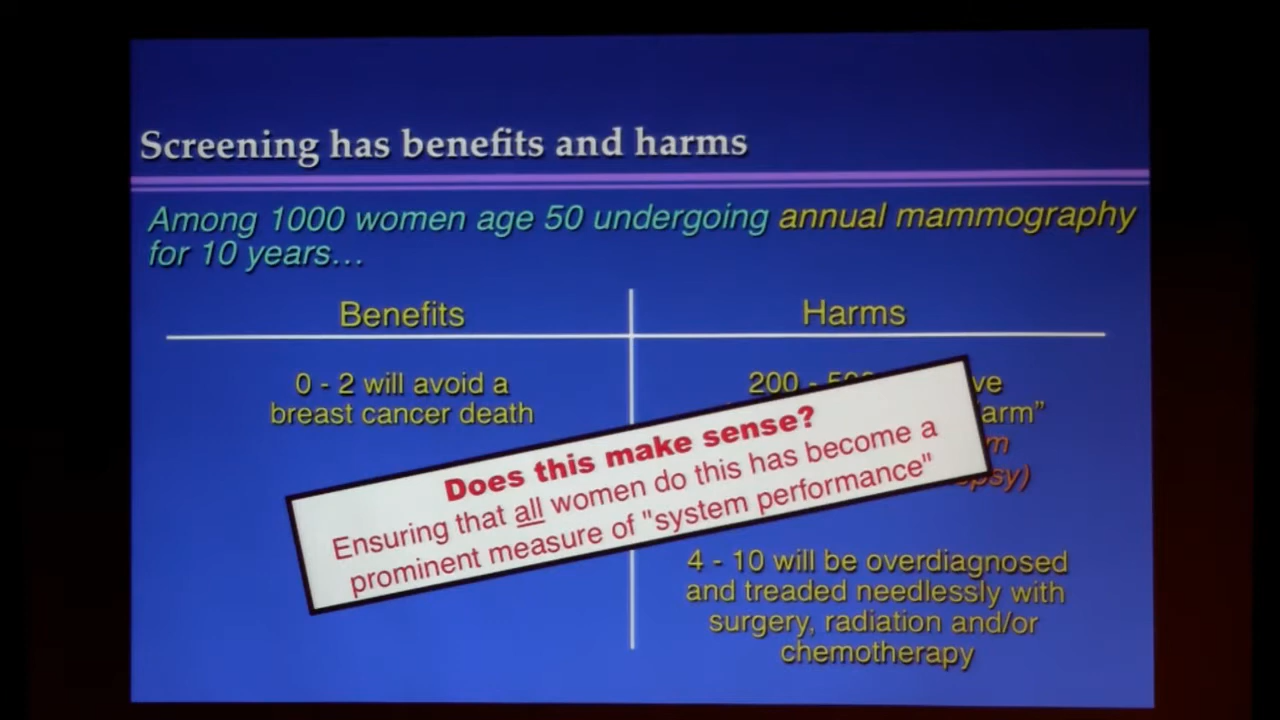 Screening has benefits and harms
Among 1000 women age 50 undergoing annual mammography
for 10 years…
Benefits
Harms
0 - 2 will avoid a
breast cancer death
200 -
Does this make sense?
Ensuring that all women do this has become a
prominent measure of "system performance"
4 - 10 will be overdiagnosed
and treaded needlessly with
surgery, radiation and/or
chemotherapy